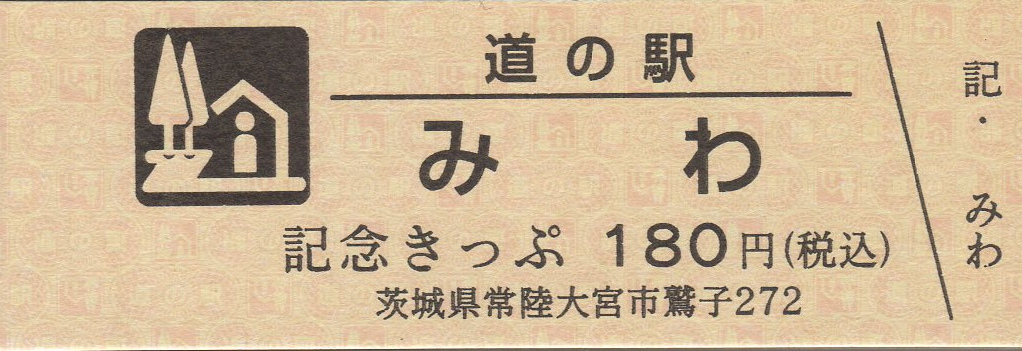 道の駅
みわ
記念きっぷ 180円(税込)
茨城県常陸大宮市鷲子272
記・みわ